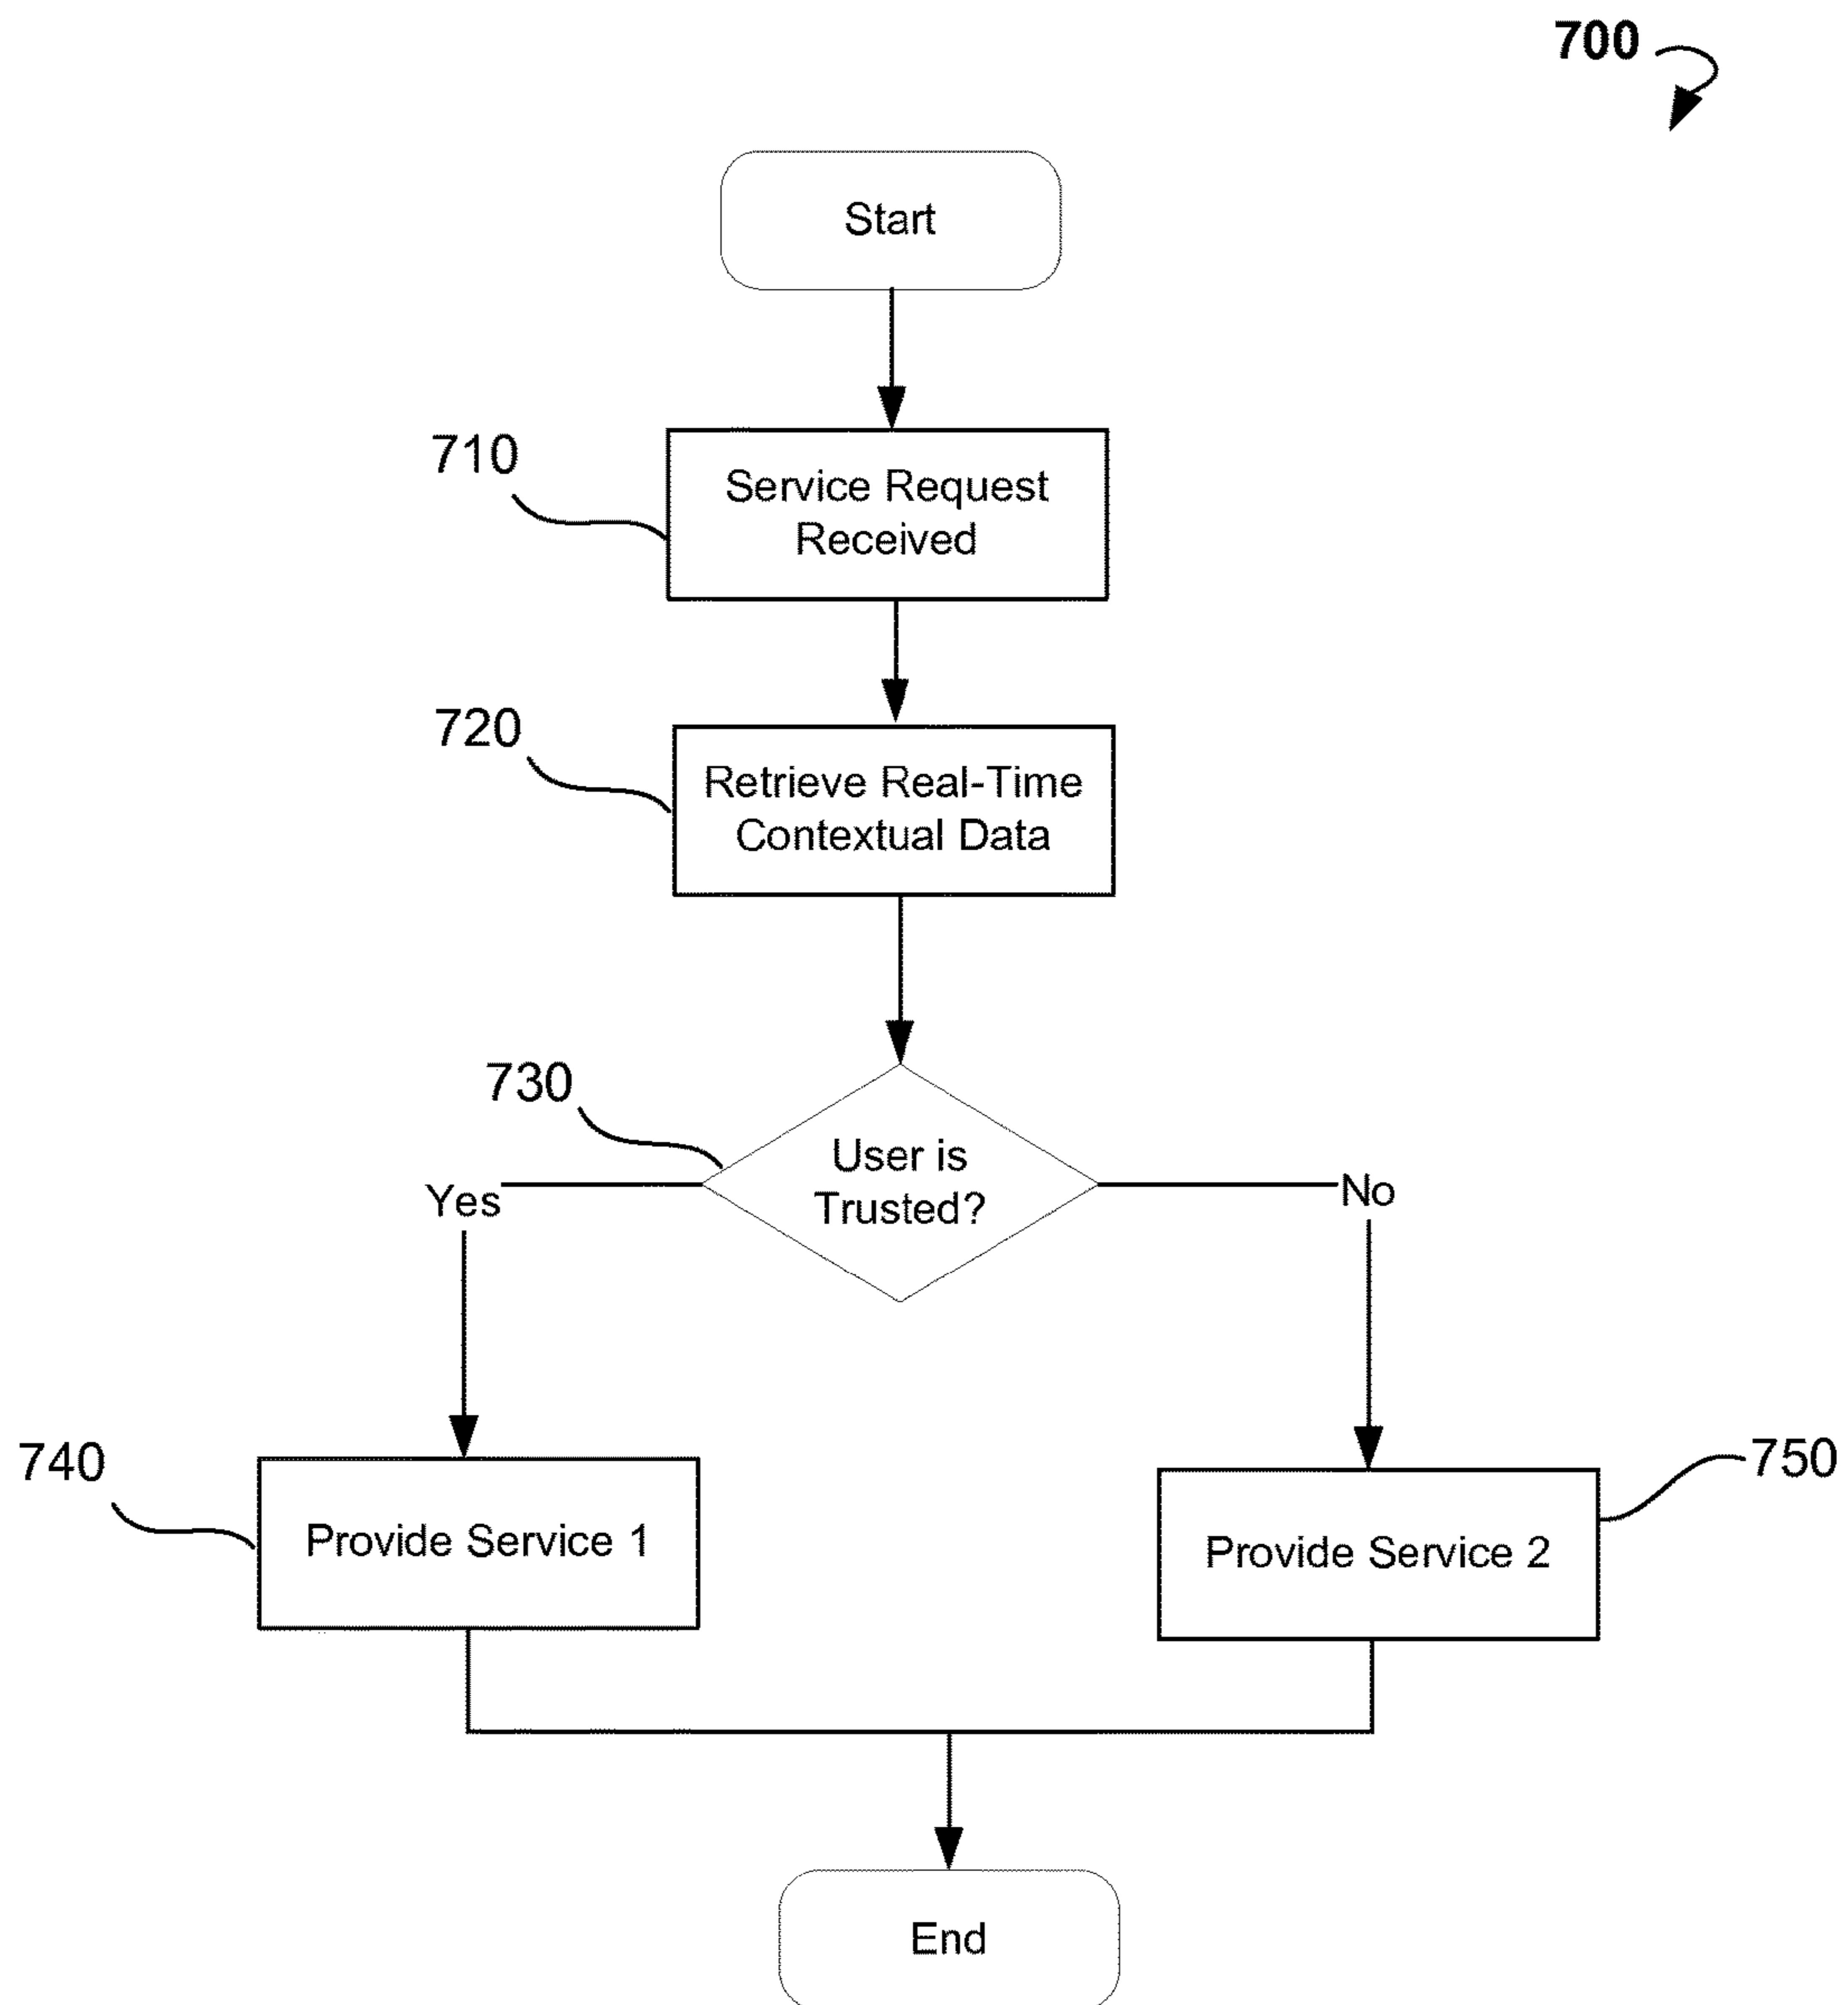 700
Start
710
Service Request
Received
720
Retrieve Real-Time
Contextual Data
730
User is
Trusted?
Yes
No
740
Provide Service 1
750
Provide Service 2
End